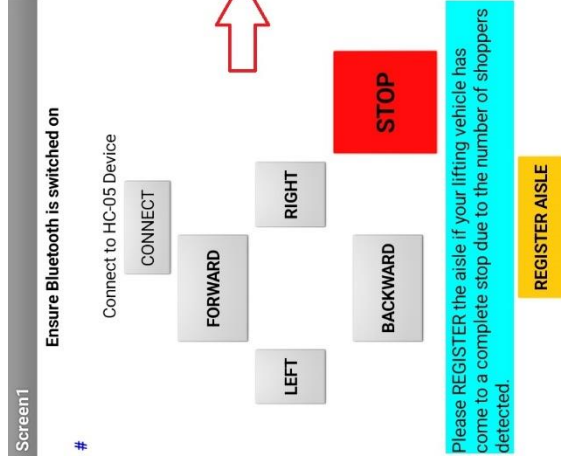 Screen1
Ensure Bluetooth is switched on
#
Connect to HC-05 Device
CONNECT
FORWARD
LEFT
RIGHT
BACKWARD
STOP
Please REGISTER the aisle if your lifting vehicle has
come to a complete stop due to the number of shoppers
detected.
REGISTER AISLE